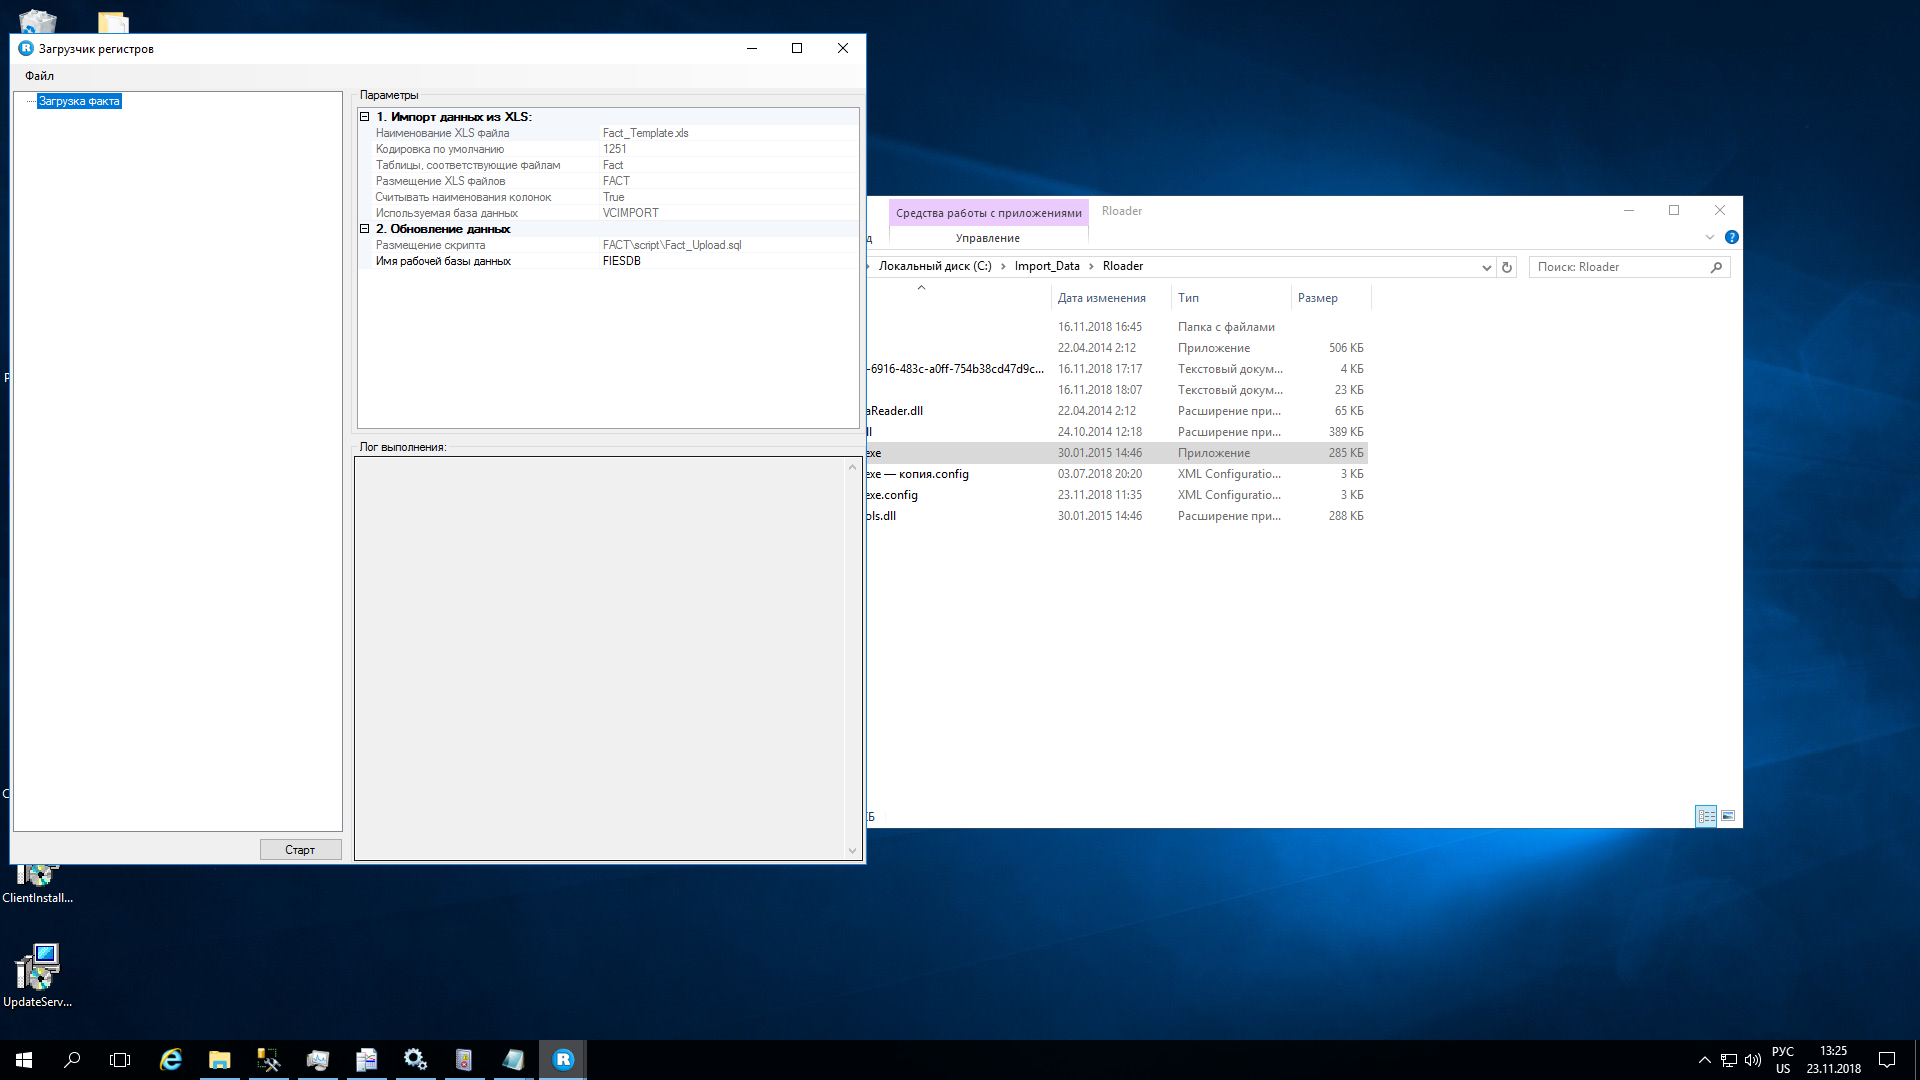 Загрузчик регистров
Файл
Загрузка факта
Параметры
1. Импорт данных из XLS:
Наименование XLS файла Fact_Template.xls
Кодировка по умолчанию 1251
Таблицы, соответствующие файлам Fact
Размещение XLS файлов FACT
Считывать наименования колонок True
Используемая база данных VCIMPORT
2. Обновление данных
Размещение скрипта FACT\script\Fact_Upload.sql
Имя рабочей базы данных FIESDB
Лог выполнения:
Старт
Средства работы с приложениями Rloader
д Управление
Локальный диск (C:) Import_Data Rloader Поиск: Rloader
Дата изменения Тип Размер
16.11.2018 16:45 Папка с файлами
22.04.2014 2:12 Приложение 506 КБ
-6916-483c-a0ff-754b38cd47d9c... 16.11.2018 17:17 Текстовый докум... 4 КБ
16.11.2018 18:07 Текстовый докум... 23 КБ
aReader.dll 22.04.2014 2:12 Расширение при... 65 КБ
ll 24.10.2014 12:18 Расширение при... 389 КБ
exe 30.01.2015 14:46 Приложение 285 КБ
exe — копия.config 03.07.2018 20:20 XML Configuratio... 3 КБ
exe.config 23.11.2018 11:35 XML Configuratio... 3 КБ
ols.dll 30.01.2015 14:46 Расширение при... 288 КБ
КБ
ClientInstall...
UpdateServ...
РУС
US
13:25
23.11.2018